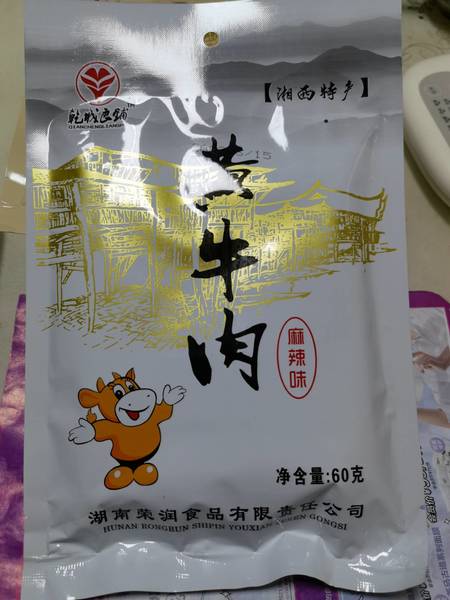 乾城良铺
QIANCHENGLIANGPU
【湘西特产】
15
黄牛肉
麻辣味
净含量:60克
湖南荣润食品有限责任公司
HUNAN RONGRUN SHIPIN YOUXIAN ZEREN GONGSI